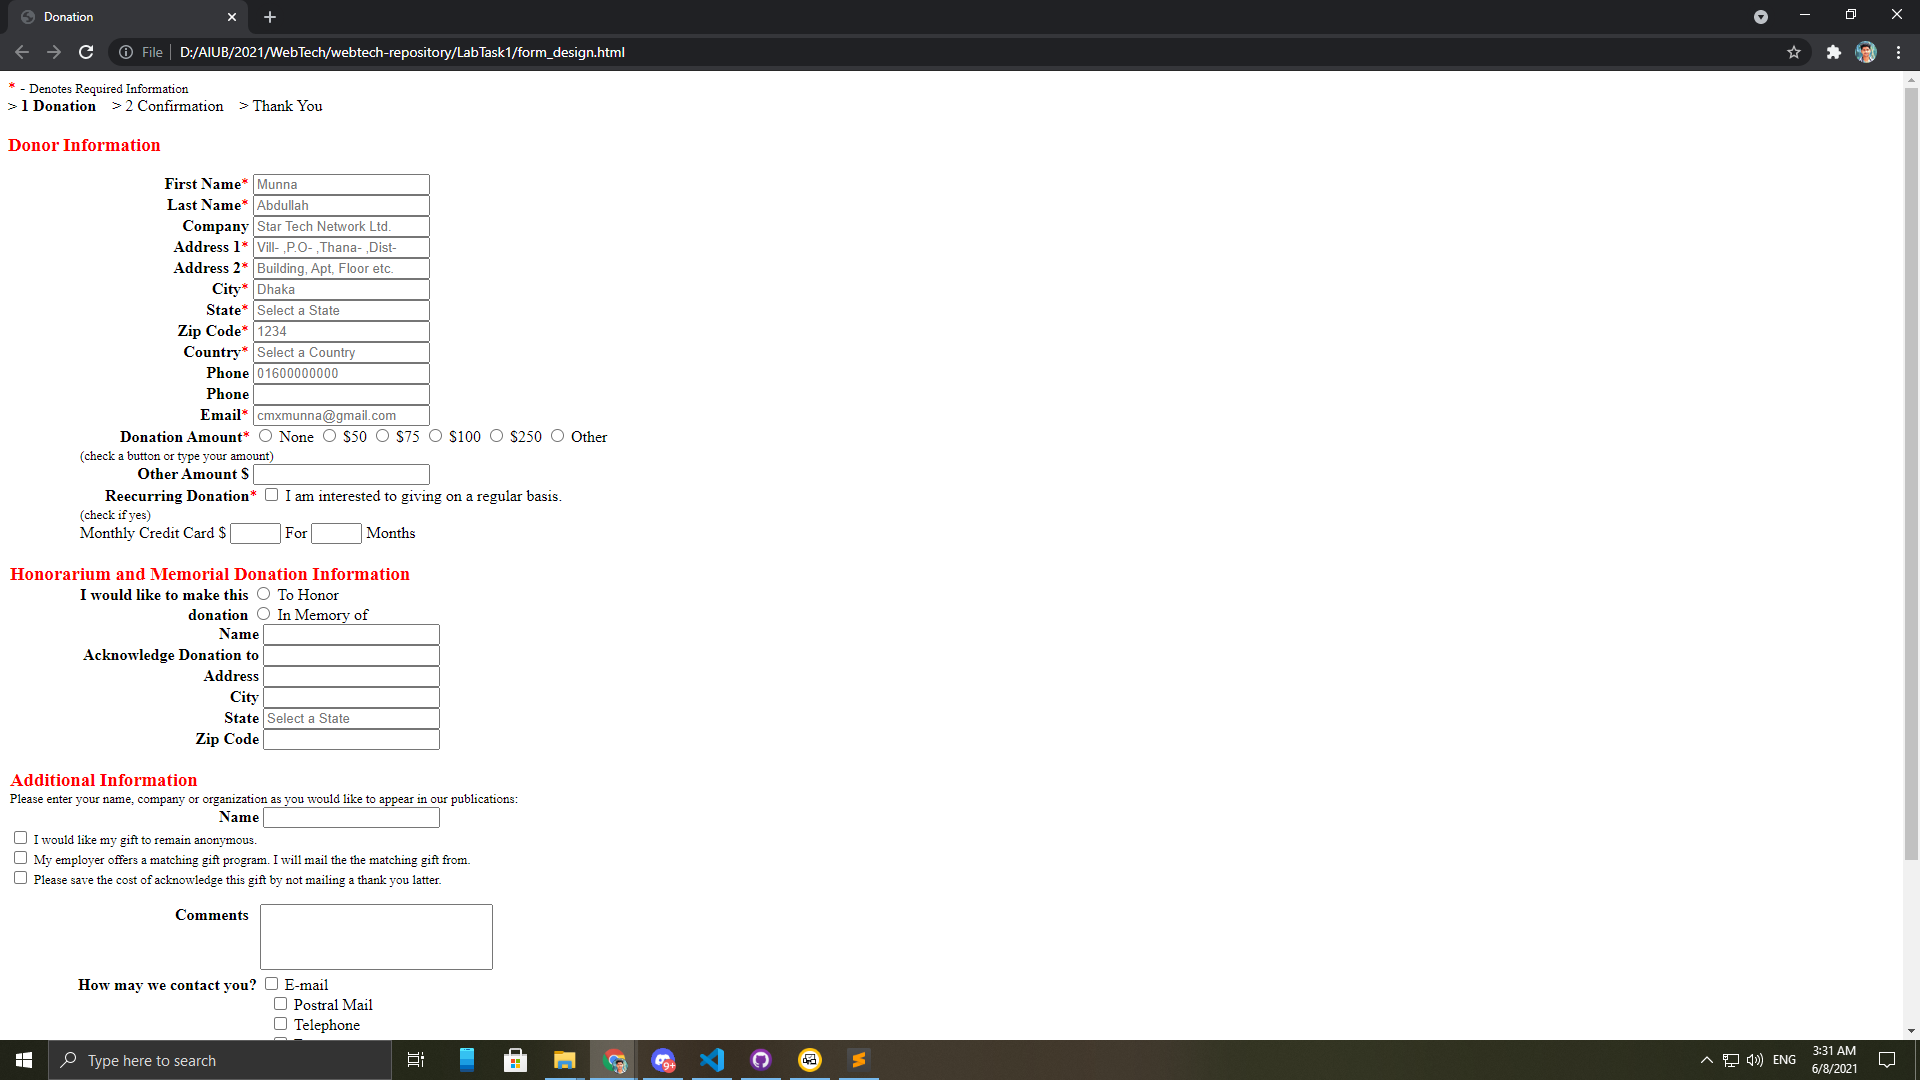 Donation
File D:/AIUB/2021/WebTech/webtech-repository/LabTask1/form_design.html
* - Denotes Required Information
> 1 Donation > 2 Confirmation > Thank You
Donor Information
First Name* Munna
Last Name* Abdullah
Company Star Tech Network Ltd.
Address 1* Vill- ,P.O- ,Thana- ,Dist-
Address 2* Building, Apt, Floor etc.
City* Dhaka
State* Select a State
Zip Code* 1234
Country* Select a Country
Phone 01600000000
Phone
Email* cmxmunna@gmail.com
Donation Amount* None $50 $75 $100 $250 Other
(check a button or type your amount)
Other Amount $
Reecurring Donation* I am interested to giving on a regular basis.
(check if yes)
Monthly Credit Card $ For Months
Honorarium and Memorial Donation Information
I would like to make this To Honor
donation In Memory of
Name
Acknowledge Donation to
Address
City
State Select a State
Zip Code
Additional Information
Please enter your name, company or organization as you would like to appear in our publications:
Name
I would like my gift to remain anonymous.
My employer offers a matching gift program. I will mail the the matching gift from.
Please save the cost of acknowledge this gift by not mailing a thank you latter.
Comments
How may we contact you? E-mail
Postral Mail
Telephone
Type here to search
9+
ENG
3:31 AM
6/8/2021